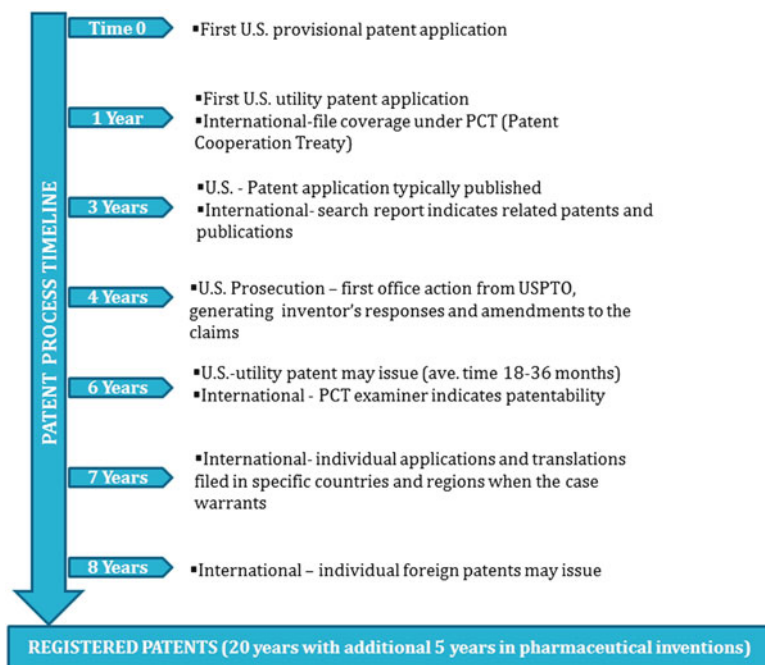 PATENT PROCESS TIMELINE
Time 0
▪First U.S. provisional patent application
1 Year
▪First U.S. utility patent application
▪International-file coverage under PCT (Patent
Cooperation Treaty)
3 Years
▪U.S. - Patent application typically published
▪International- search report indicates related patents and
publications
4 Years
▪U.S. Prosecution – first office action from USPTO,
generating inventor's responses and amendments to the
claims
6 Years
▪U.S.-utility patent may issue (ave. time 18-36 months)
▪International - PCT examiner indicates patentability
7 Years
▪International- individual applications and translations
filed in specific countries and regions when the case
warrants
8 Years
▪International – individual foreign patents may issue
REGISTERED PATENTS (20 years with additional 5 years in pharmaceutical inventions)